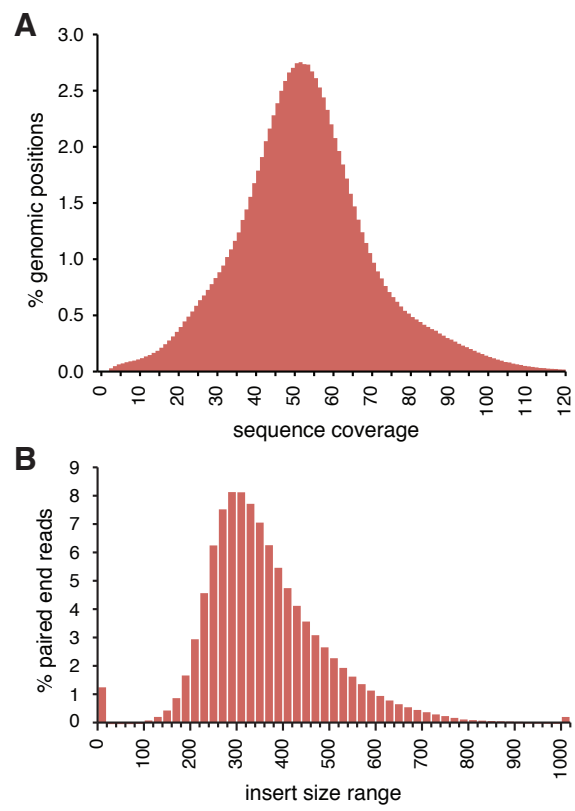 A
% genomic positions
3.0
2.5
2.0
1.5
1.0
0.5
0.0
0 10 20 30 40 50 60 70 80 90 100 110 120
sequence coverage
B
% paired end reads
9
8
7
6
5
4
3
2
1
0
0 100 200 300 400 500 600 700 800 900 1000
insert size range